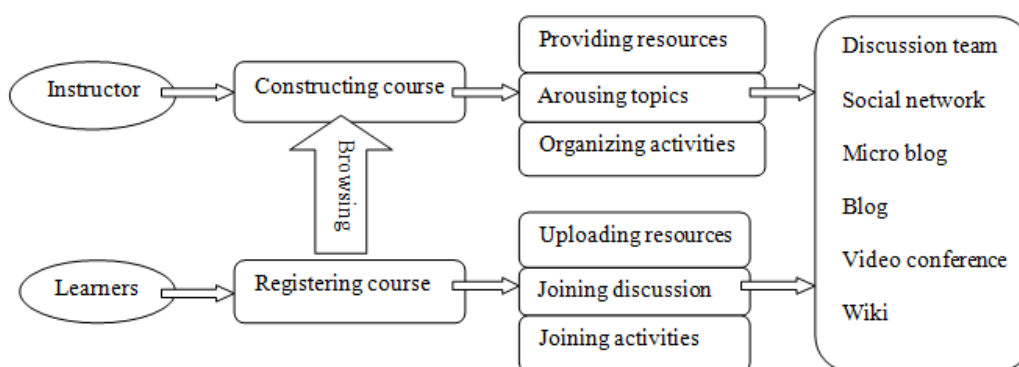 Instructor
Constructing course
Providing resources
Arousing topics
Organizing activities
Browsing
Learners
Registering course
Uploading resources
Joining discussion
Joining activities
Discussion team
Social network
Micro blog
Blog
Video conference
Wiki